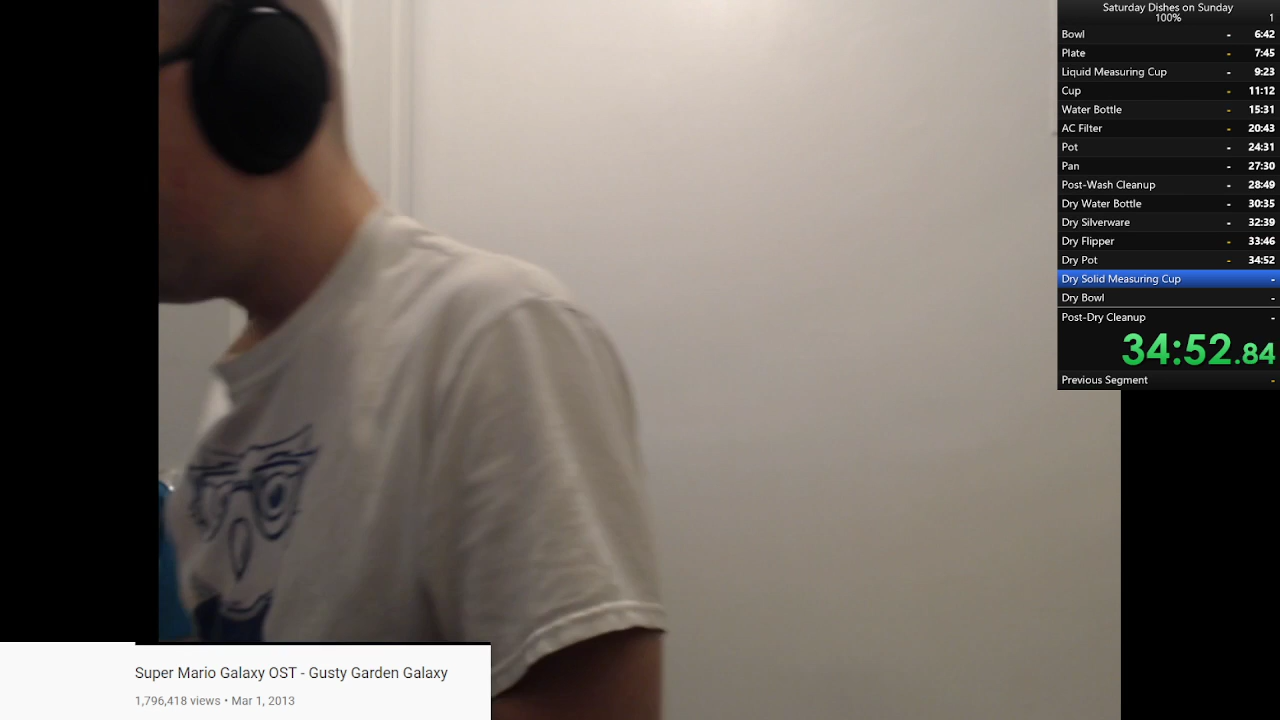 Saturday Dishes on Sunday
100% 1
Bowl - 6:42
Plate - 7:45
Liquid Measuring Cup - 9:23
Cup - 11:12
Water Bottle - 15:31
AC Filter - 20:43
Pot - 24:31
Pan - 27:30
Post-Wash Cleanup - 28:49
Dry Water Bottle - 30:35
Dry Silverware - 32:39
Dry Flipper - 33:46
Dry Pot - 34:52
Dry Solid Measuring Cup -
Dry Bowl -
Post-Dry Cleanup -
34:52.84
Previous Segment -
Super Mario Galaxy OST - Gusty Garden Galaxy
1,796,418 views • Mar 1, 2013